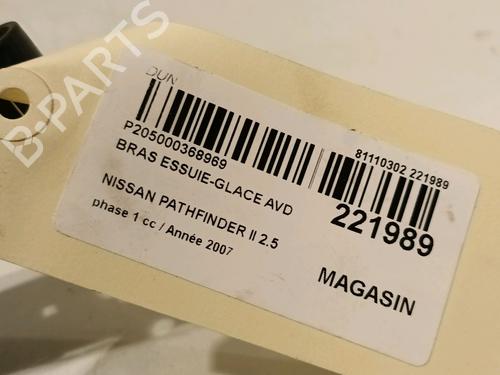 B-PARTS
DUN
P205000368969
81110302 221989
BRAS ESSUIE-GLACE AVD
221989
NISSAN PATHFINDER II 2.5
phase 1 cc / Année 2007
MAGASIN